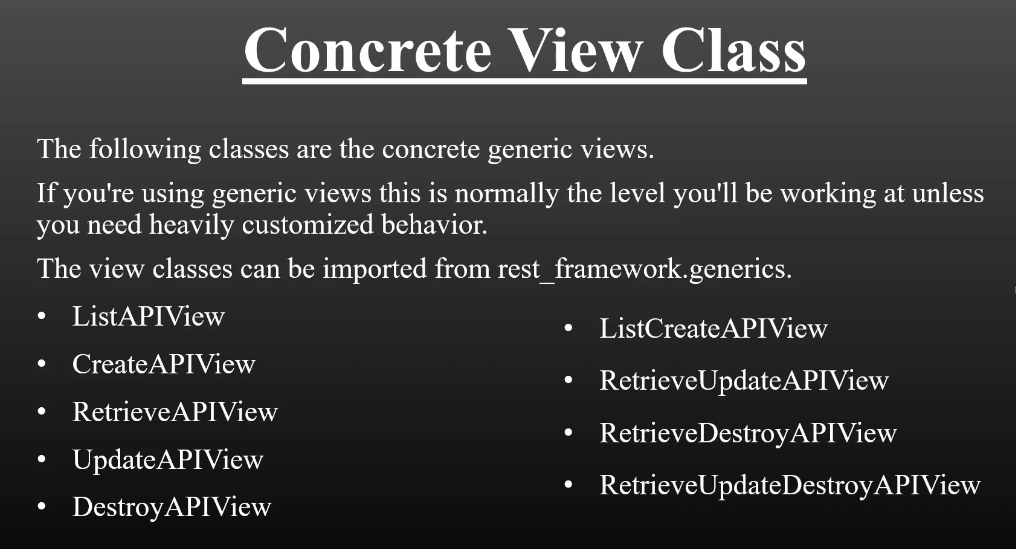 Concrete View Class
The following classes are the concrete generic views.
If you're using generic views this is normally the level you'll be working at unless
you need heavily customized behavior.
The view classes can be imported from rest_framework.generics.
• ListAPIView
• CreateAPIView
• RetrieveAPIView
• UpdateAPIView
• DestroyAPIView
• ListCreateAPIView
• RetrieveUpdateAPIView
• RetrieveDestroyAPIView
• RetrieveUpdateDestroyAPIView